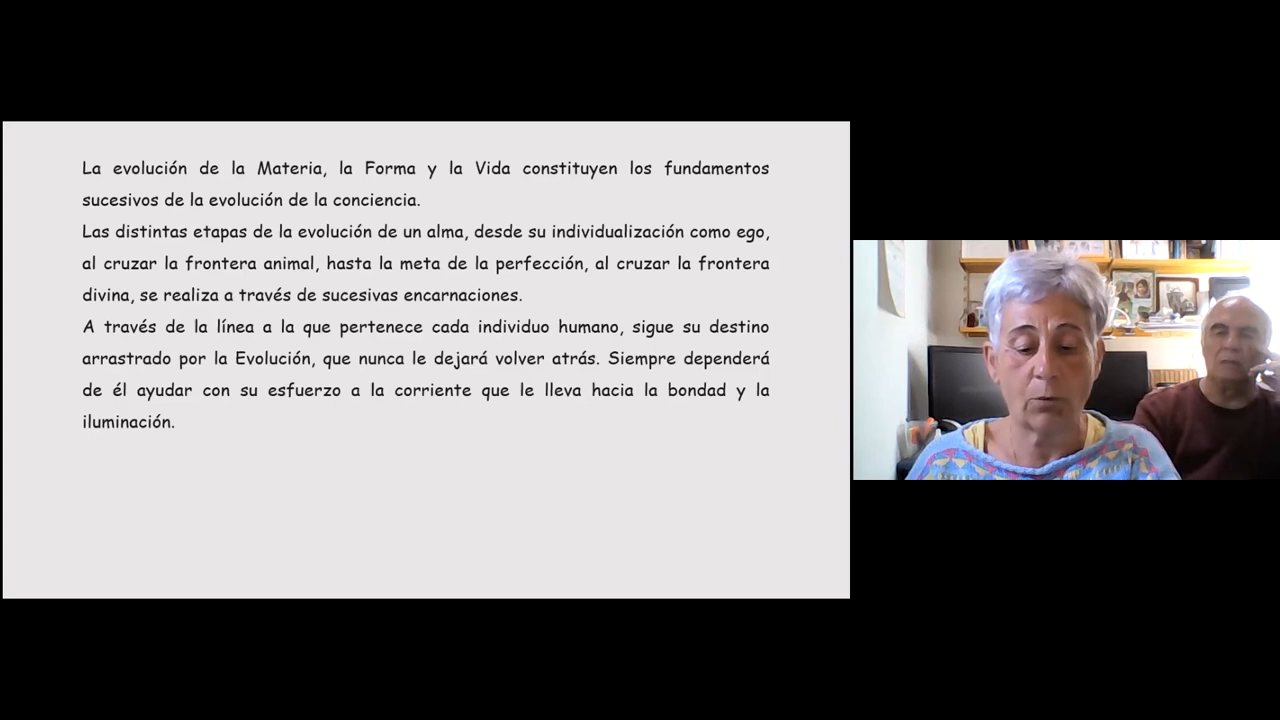 La evolución de la Materia, la Forma y la Vida constituyen los fundamentos
sucesivos de la evolución de la conciencia.
Las distintas etapas de la evolución de un alma, desde su individualización como ego,
al cruzar la frontera animal, hasta la meta de la perfección, al cruzar la frontera
divina, se realiza a través de sucesivas encarnaciones.
A través de la línea a la que pertenece cada individuo humano, sigue su destino
arrastrado por la Evolución, que nunca le dejará volver atrás. Siempre dependerá
de él ayudar con su esfuerzo a la corriente que le lleva hacia la bondad y la
iluminación.